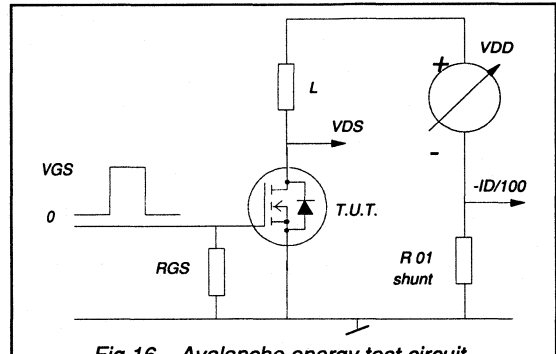 VDD
+
L
VDS
-
VGS
-ID/100
0
T.U.T.
RGS
R 01
shunt
Fig.16. Avalanche energy test circuit.